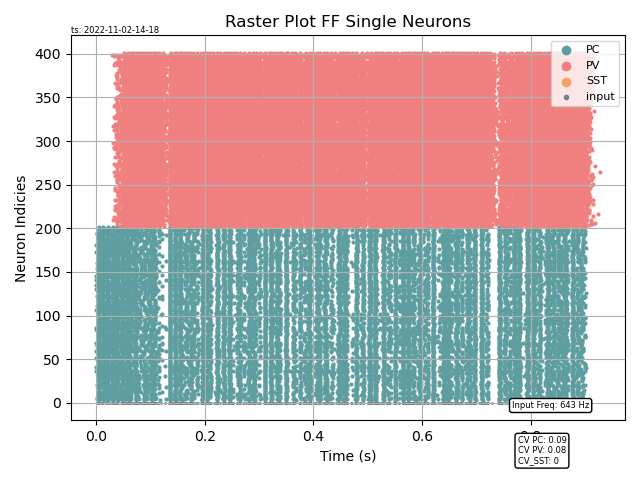 Raster Plot FF Single Neurons
ts: 2022-11-02-14-18
PC
PV
SST
input
400
350
300
250
200
150
100
50
0
Neuron Indicies
Input Freq: 643 Hz
0.0 0.2 0.4 0.6
Time (s)
CV PC: 0.09
CV PV: 0.08
CV_SST: 0